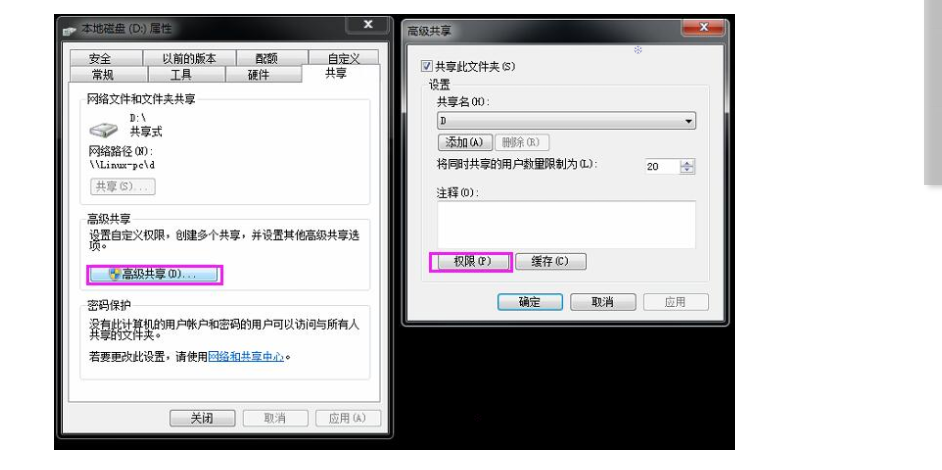 本地磁盘 (D:) 属性
安全
以前的版本
配额
自定义
常规
工具
硬件
共享
网络文件和文件夹共享
D:\
共享式
网络路径(N):
\\Linux-pc\d
共享(S)...
高级共享
设置自定义权限,创建多个共享,并设置其他高级共享选
项。
高级共享(D)...
密码保护
没有此计算机的用户帐户和密码的用户可以访问与所有人
共享的文件夹。
若要更改此设置,请使用网络和共享中心。
关闭
取消
应用(A)
高级共享
共享此文件夹(S)
设置
共享名(H):
D
添加(A)
删除(R)
将同时共享的用户数量限制为(L):
20
注释(O):
权限(P)
缓存(C)
确定
取消
应用